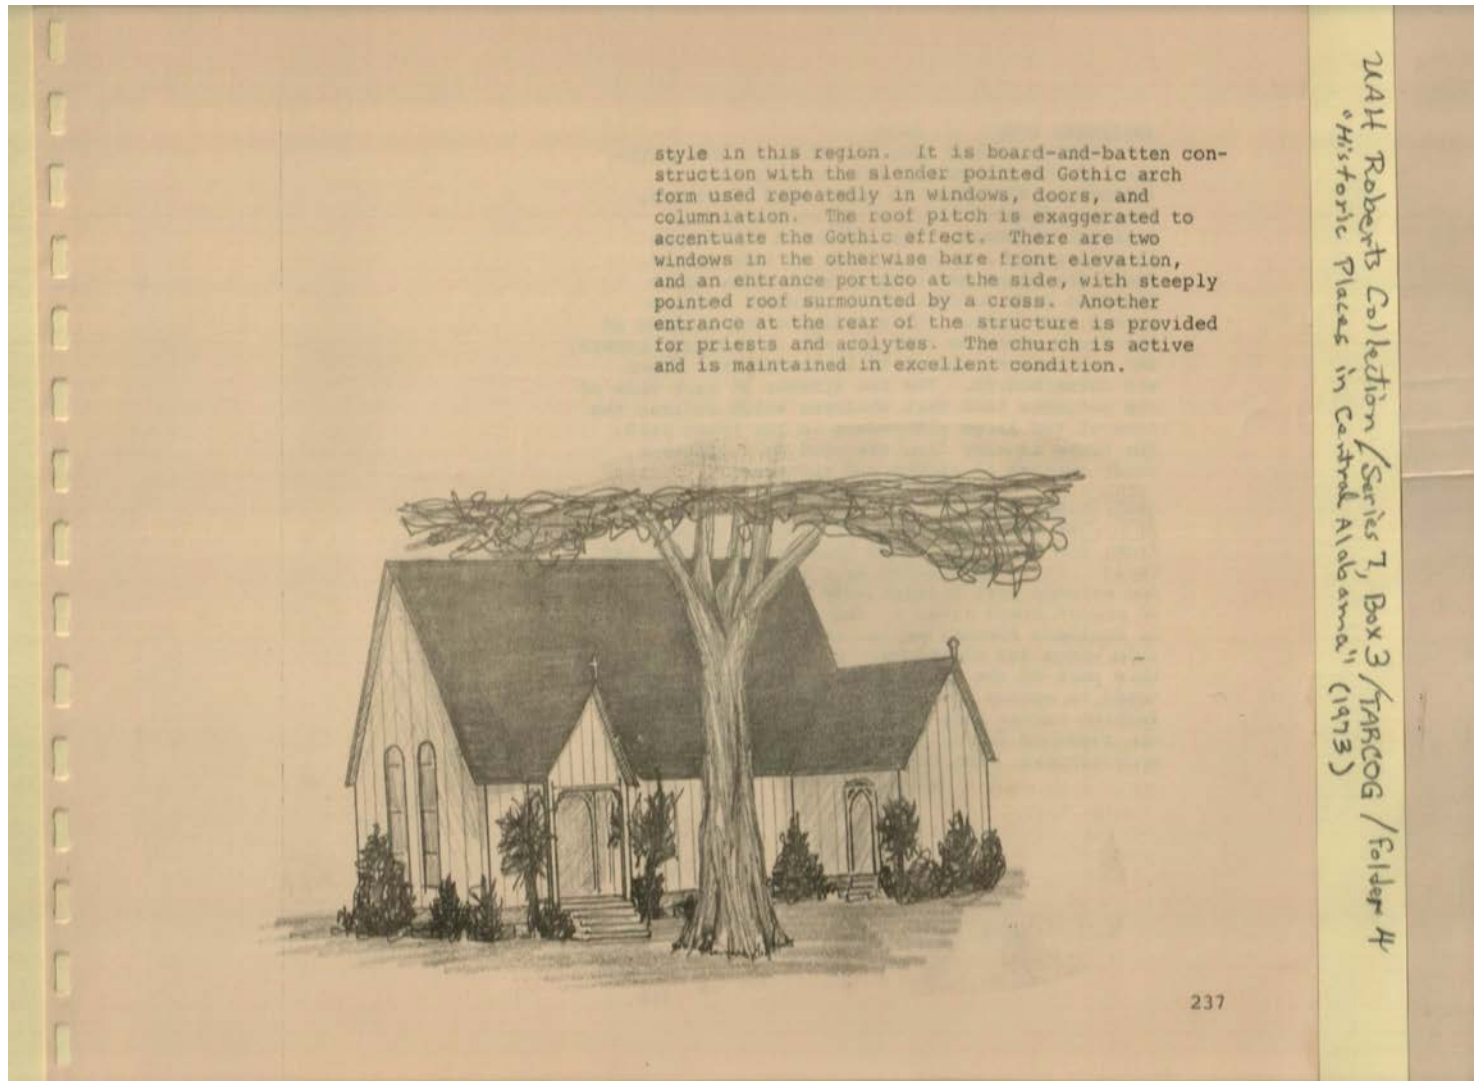 style in this region.  It is board-and-batten con-
struction with the slender pointed Gothic arch
form used repeatedly in windows, doors, and
columniation.  The roof pitch is exaggerated to
accentuate the Gothic effect.  There are two
windows in the otherwise bare front elevation,
and an entrance portico at the side, with steeply
pointed roof surmounted by a cross.  Another
entrance at the rear of the structure is provided
for priests and acolytes.  The church is active
and is maintained in excellent condition.
237
UAH Roberts Collection/Series 7, Box 3/TARCOG/Folder 4
"Historic Places in Central Alabama" (1973)